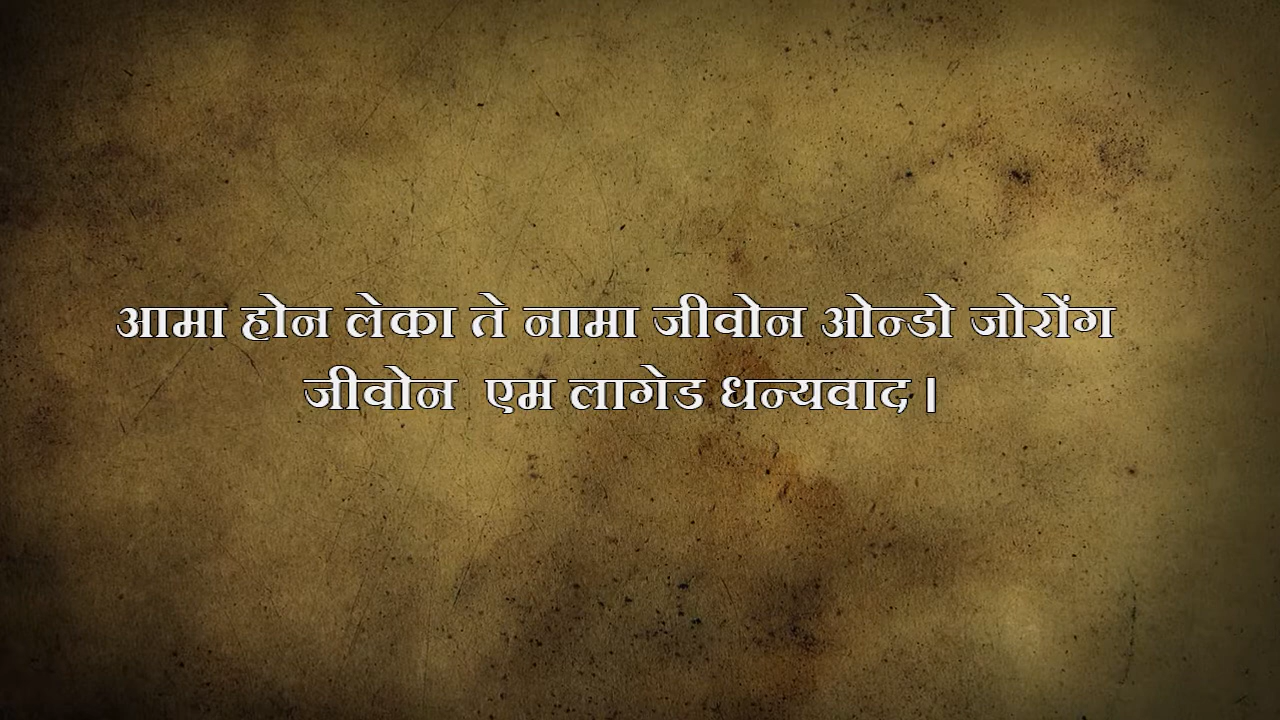 आमा होन लेका ते नामा जीवोन ओन्डो जोरोंग
जीवोन एम लागेड धन्यवाद।